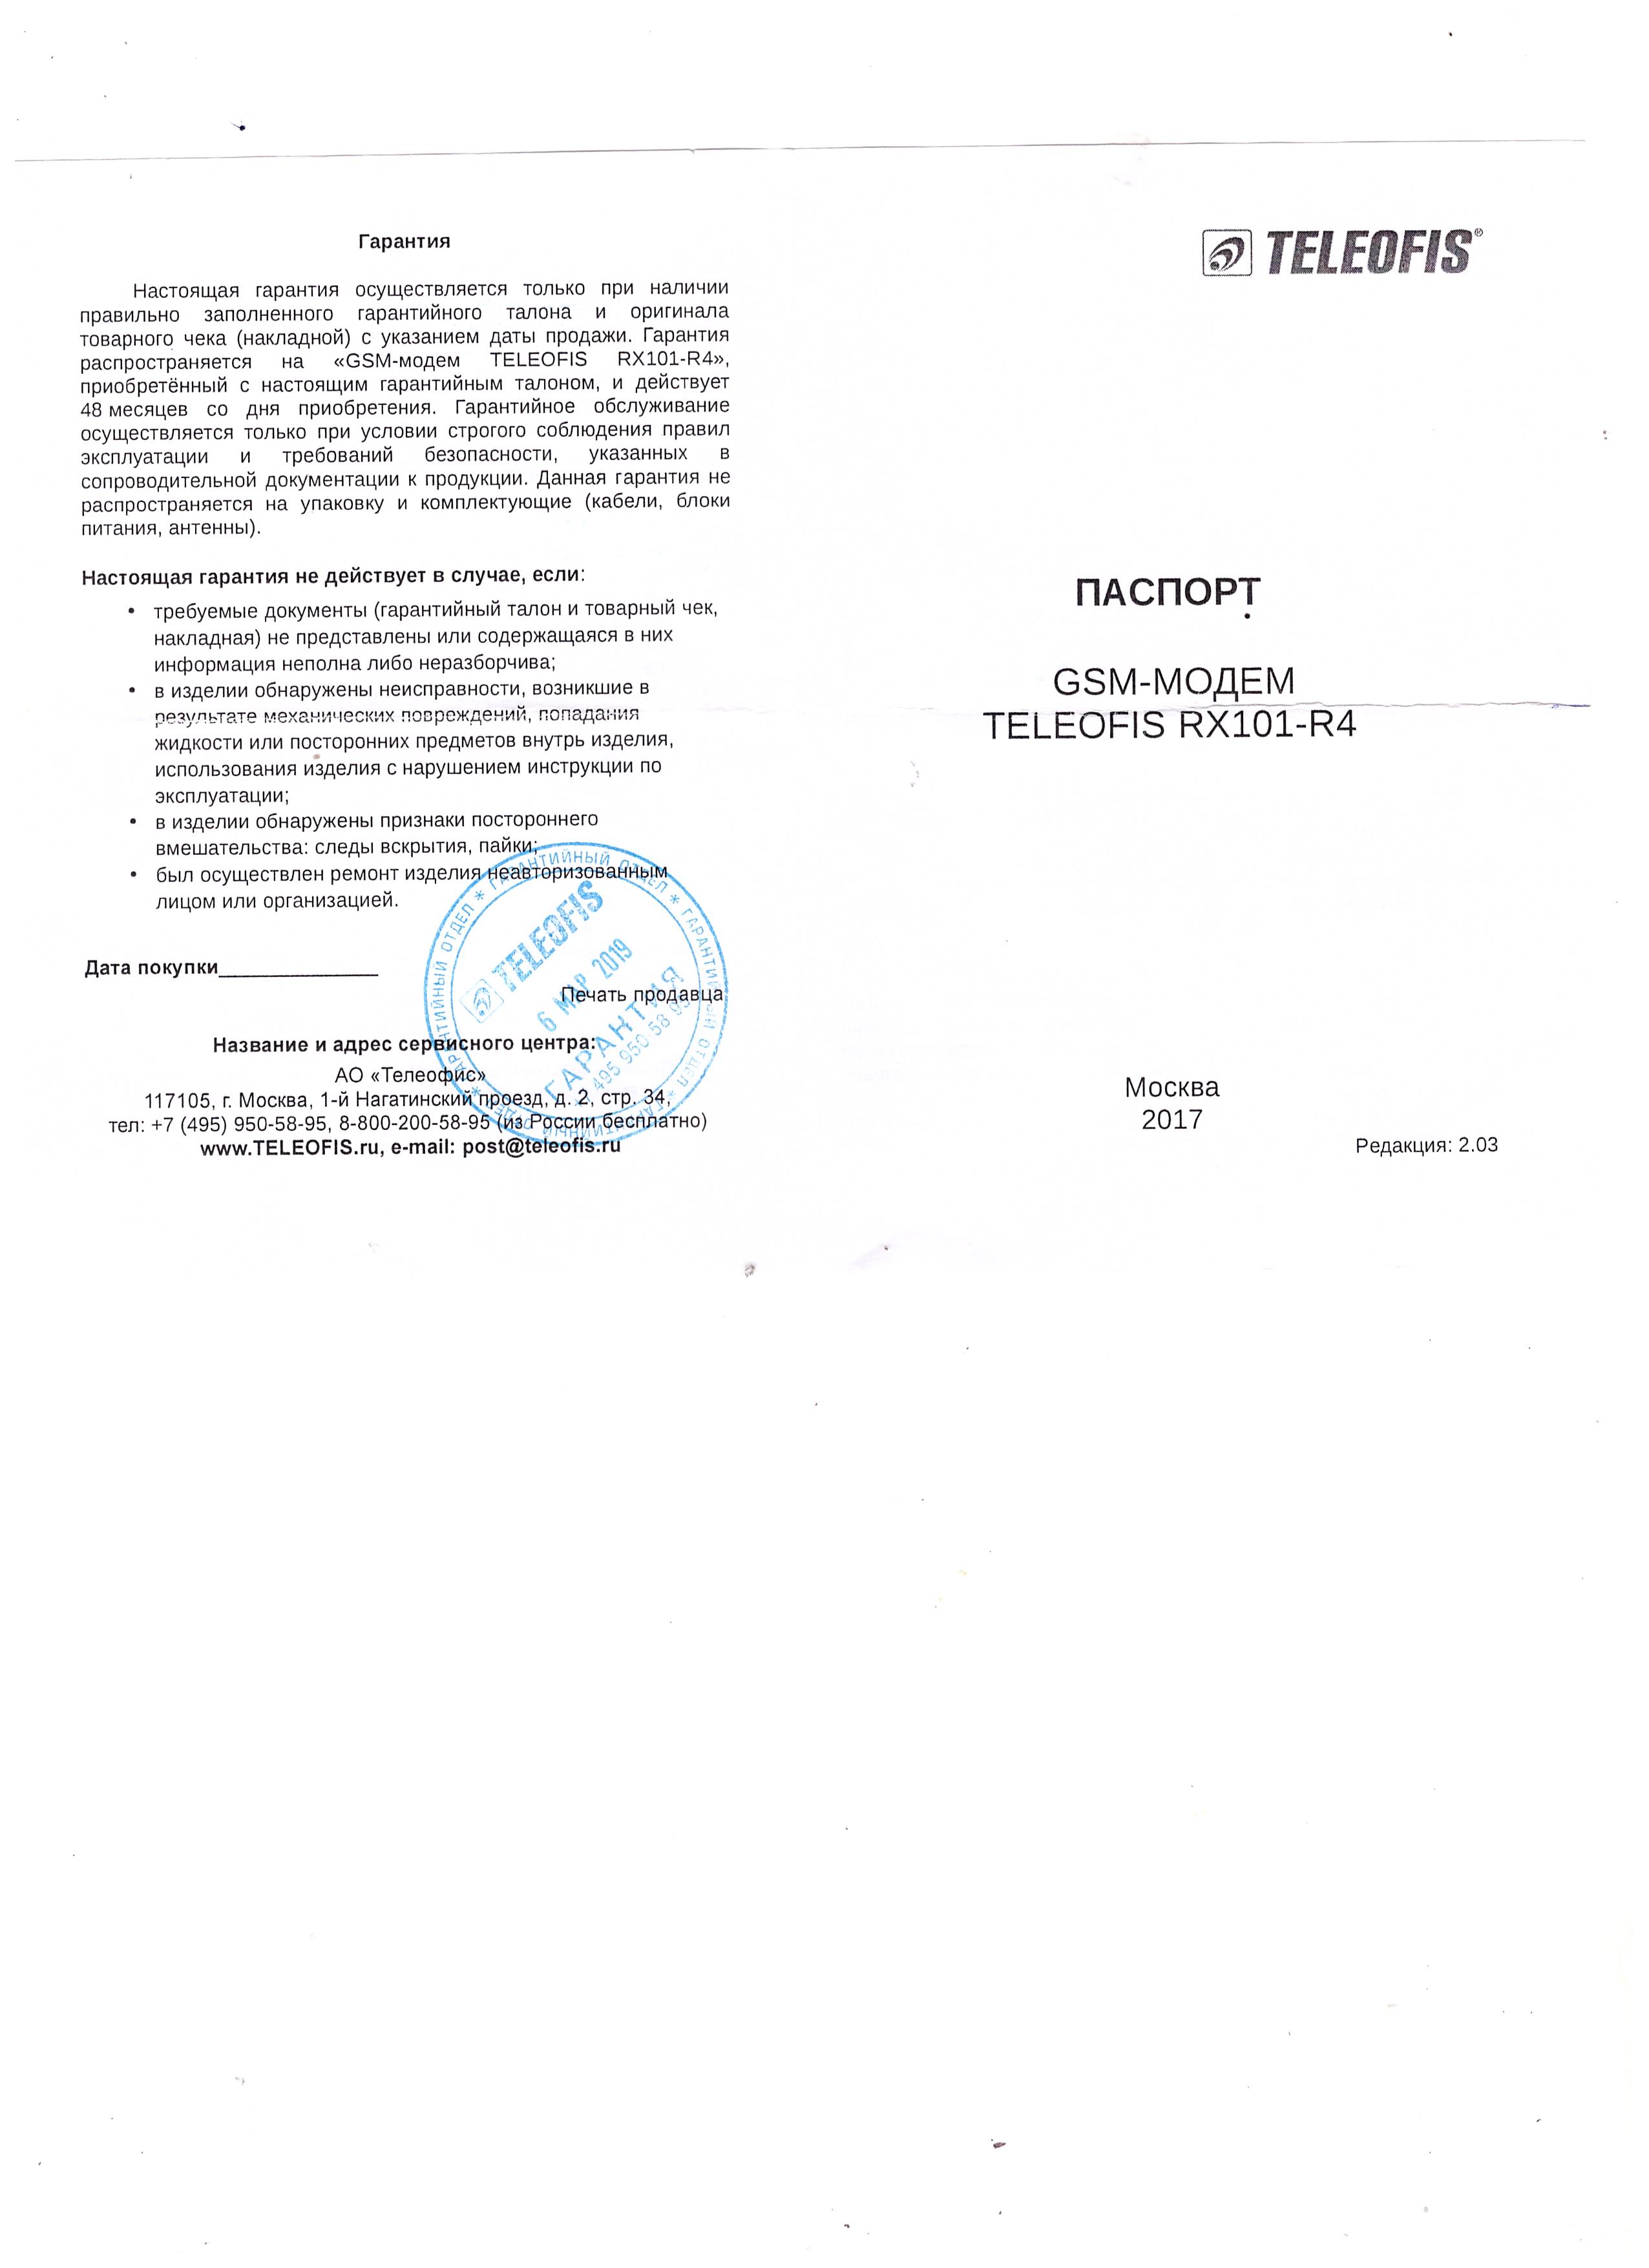 Гарантия
Настоящая гарантия осуществляется только при наличии
правильно заполненного гарантийного талона и оригинала
товарного чека (накладной) с указанием даты продажи. Гарантия
распространяется на «GSM-модем TELEOFIS RX101-R4»,
приобретённый с настоящим гарантийным талоном, и действует
48 месяцев со дня приобретения. Гарантийное обслуживание
осуществляется только при условии строгого соблюдения правил
эксплуатации и требований безопасности, указанных в
сопроводительной документации к продукции. Данная гарантия не
распространяется на упаковку и комплектующие (кабели, блоки
питания, антенны).
Настоящая гарантия не действует в случае, если:
• требуемые документы (гарантийный талон и товарный чек,
накладная) не представлены или содержащаяся в них
информация неполна либо неразборчива;
• в изделии обнаружены неисправности, возникшие в
результате механических повреждений, попадания
жидкости или посторонних предметов внутрь изделия,
использования изделия с нарушением инструкции по
эксплуатации;
• в изделии обнаружены признаки постороннего
вмешательства: следы вскрытия, пайки;
• был осуществлен ремонт изделия неавторизованным
лицом или организацией.
Дата покупки______________
Печать продавца
Название и адрес сервисного центра:
АО «Телеофис»
117105, г. Москва, 1-й Нагатинский проезд, д. 2, стр. 34,
тел: +7 (495) 950-58-95, 8-800-200-58-95 (из России бесплатно)
www.TELEOFIS.ru, e-mail: post@teleofis.ru
ГАРАНТИЙНЫЙ ОТДЕЛ * ГАРАНТИЙНЫЙ ОТДЕЛ * ГАРАНТИЙНЫЙ ОТДЕЛ * ГАРАНТИЙНЫЙ ОТДЕЛ *
TELEOFIS
6 МАР 2019
ГАРАНТИЯ
495 950 58 95
TELEOFIS®
ПАСПОРТ
GSM-МОДЕМ
TELEOFIS RX101-R4
Москва
2017
Редакция: 2.03